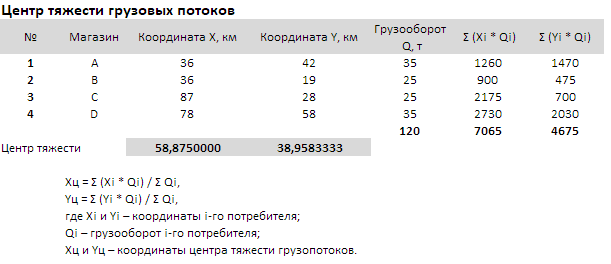 Центр тяжести грузовых потоков
№ Магазин Координата X, км Координата Y, км Грузооборот Q, т Σ (Xi * Qi) Σ (Yi * Qi)
1 A 36 42 35 1260 1470
2 B 36 19 25 900 475
3 C 87 28 25 2175 700
4 D 78 58 35 2730 2030
120 7065 4675
Центр тяжести 58,8750000 38,9583333
Xц = Σ (Xi * Qi) / Σ Qi,
Yц = Σ (Yi * Qi) / Σ Qi,
где Xi и Yi – координаты i-го потребителя;
Qi – грузооборот i-го потребителя;
Xц и Yц – координаты центра тяжести грузопотоков.